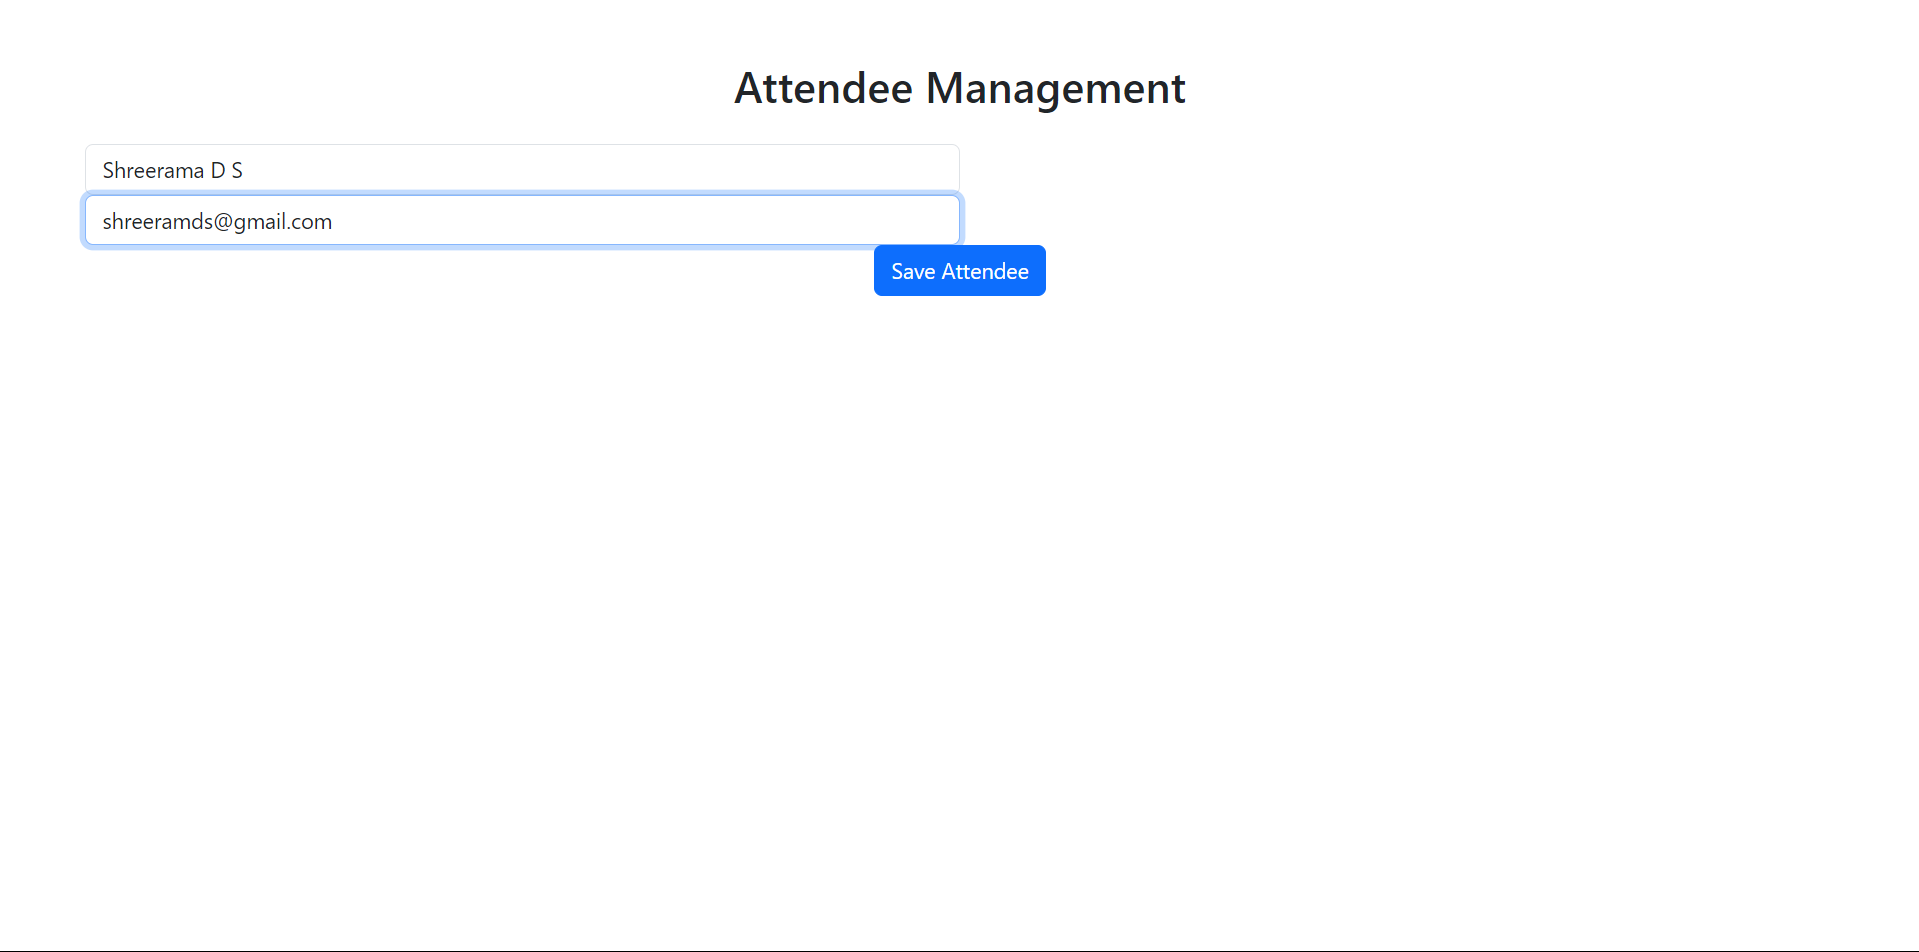 Attendee Management
Shreerama D S
shreeramds@gmail.com
Save Attendee